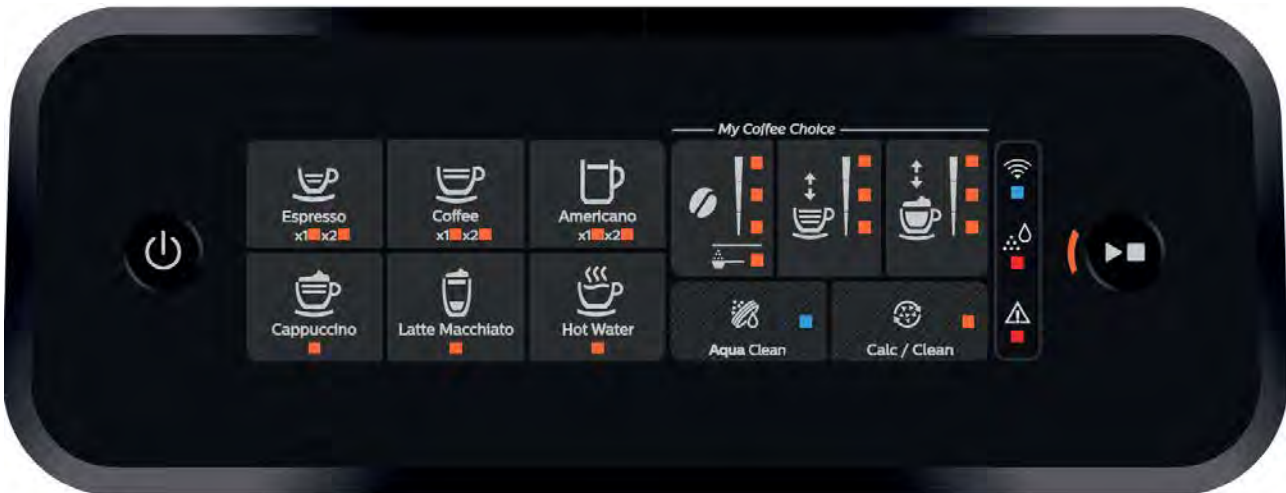 My Coffee Choice
Espresso
x1 x2
Coffee
x1 x2
Americano
x1 x2
Cappuccino
Latte Macchiato
Hot Water
Aqua Clean
Calc / Clean